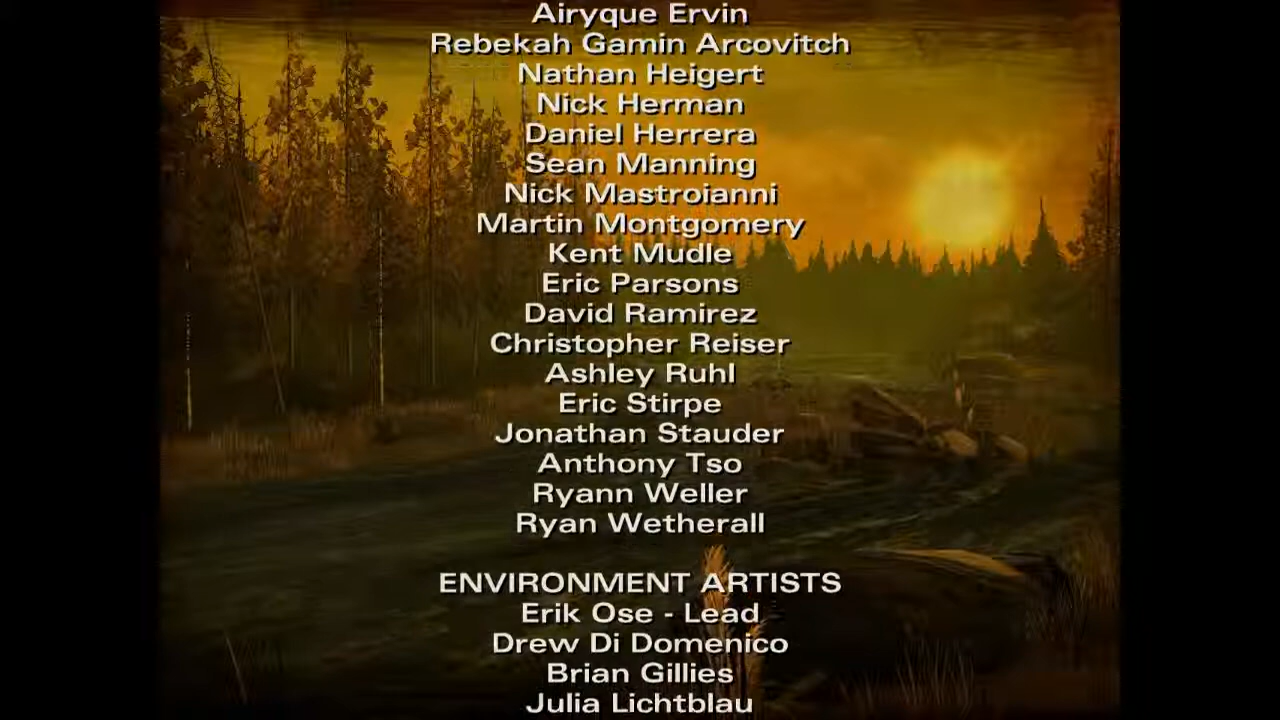 Airyque Ervin
Rebekah Gamin Arcovitch
Nathan Heigert
Nick Herman
Daniel Herrera
Sean Manning
Nick Mastroianni
Martin Montgomery
Kent Mudle
Eric Parsons
David Ramirez
Christopher Reiser
Ashley Ruhl
Eric Stirpe
Jonathan Stauder
Anthony Tso
Ryann Weller
Ryan Wetherall
ENVIRONMENT ARTISTS
Erik Ose - Lead
Drew Di Domenico
Brian Gillies
Julia Lichtblau